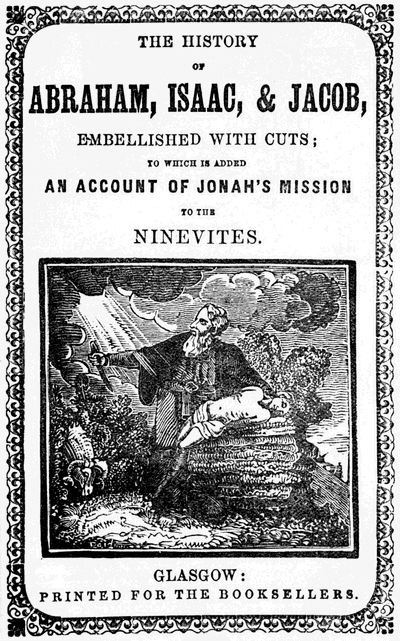 THE HISTORY
OF
ABRAHAM, ISAAC, & JACOB,
EMBELLISHED WITH CUTS;
TO WHICH IS ADDED
AN ACCOUNT OF JONAH'S MISSION
TO THE
NINEVITES.
GLASGOW:
PRINTED FOR THE BOOKSELLERS.